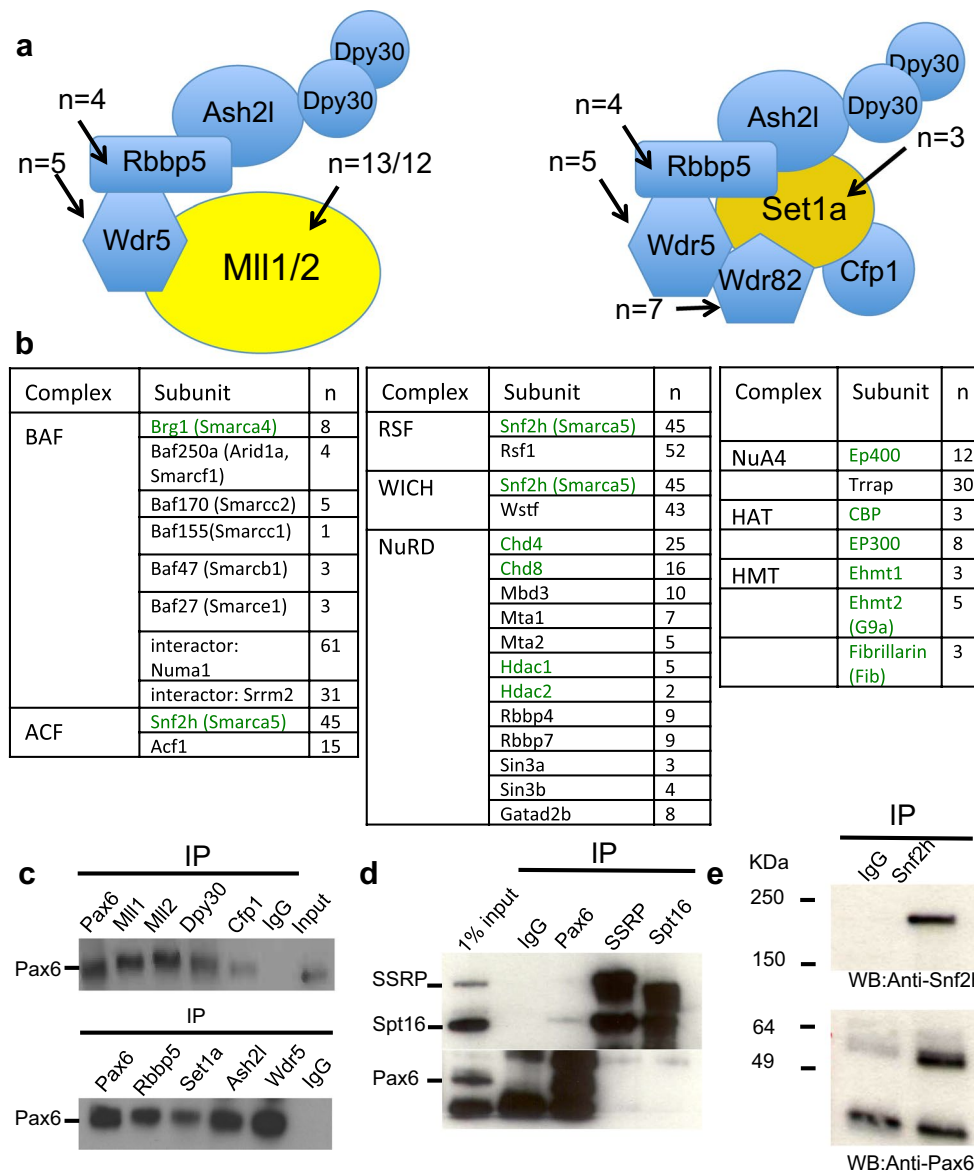 a
Dpy30
Dpy30
Ash2l
n=4
Rbbp5
n=5
n=13/12
Wdr5
Mll1/2
Dpy30
Dpy30
Ash2l
n=4
n=3
Rbbp5
n=5
Set1a
Wdr5
Wdr82
Cfp1
n=7
b
Complex Subunit n
BAF Brg1 (Smarca4) 8
Baf250a (Arid1a, 4
Smarcf1)
Baf170 (Smarcc2) 5
Baf155(Smarcc1) 1
Baf47 (Smarcb1) 3
Baf27 (Smarce1) 3
interactor: 61
Numa1
interactor: Srrm2 31
ACF Snf2h (Smarca5) 45
Acf1 15
Complex Subunit n
RSF Snf2h (Smarca5) 45
Rsf1 52
WICH Snf2h (Smarca5) 45
Wstf 43
NuRD Chd4 25
Chd8 16
Mbd3 10
Mta1 7
Mta2 5
Hdac1 5
Hdac2 2
Rbbp4 9
Rbbp7 9
Sin3a 3
Sin3b 4
Gatad2b 8
Complex Subunit n
NuA4 Ep400 12
Trrap 30
HAT CBP 3
EP300 8
HMT Ehmt1 3
Ehmt2 5
(G9a)
Fibrillarin 3
(Fib)
c
IP
Pax6 Mll1 Mll2 Dpy30 Cfp1 IgG Input
Pax6
IP
Pax6 Rbbp5 Set1a Ash2l Wdr5 IgG
Pax6
d
IP
1% input IgG Pax6 SSRP Spt16
SSRP
Spt16
Pax6
e
IP
KDa IgG Snf2h
250
150
WB:Anti-Snf2
64
49
WB:Anti-Pax6